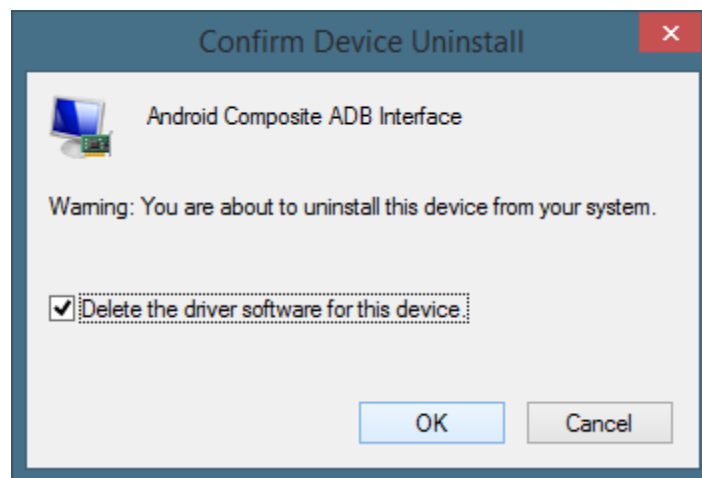 Confirm Device Uninstall
Android Composite ADB Interface
Warning: You are about to uninstall this device from your system.
Delete the driver software for this device.
OK
Cancel